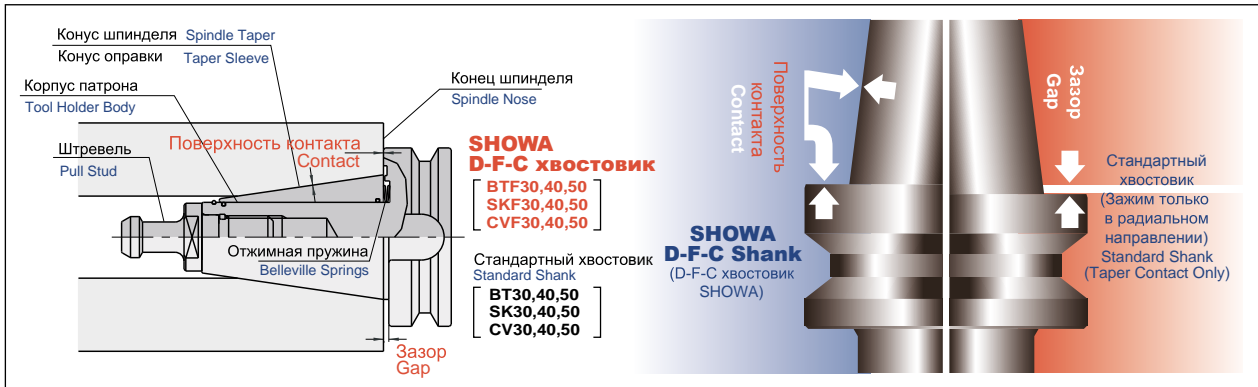 Конус шпинделя Spindle Taper
Конус оправки Taper Sleeve
Корпус патрона
Tool Holder Body
Штревель
Pull Stud
Поверхность контакта
Contact
Конец шпинделя
Spindle Nose
Отжимная пружина
Belleville Springs
Зазор
Gap
SHOWA
D-F-C хвостовик
BTF30,40,50
SKF30,40,50
CVF30,40,50
Стандартный хвостовик
Standard Shank
BT30,40,50
SK30,40,50
CV30,40,50
Поверхность
контакта
Contact
SHOWA
D-F-C Shank
(D-F-C хвостовик
SHOWA)
Зазор
Gap
Стандартный
хвостовик
(Зажим только
в радиальном
направлении)
Standard Shank
(Taper Contact Only)